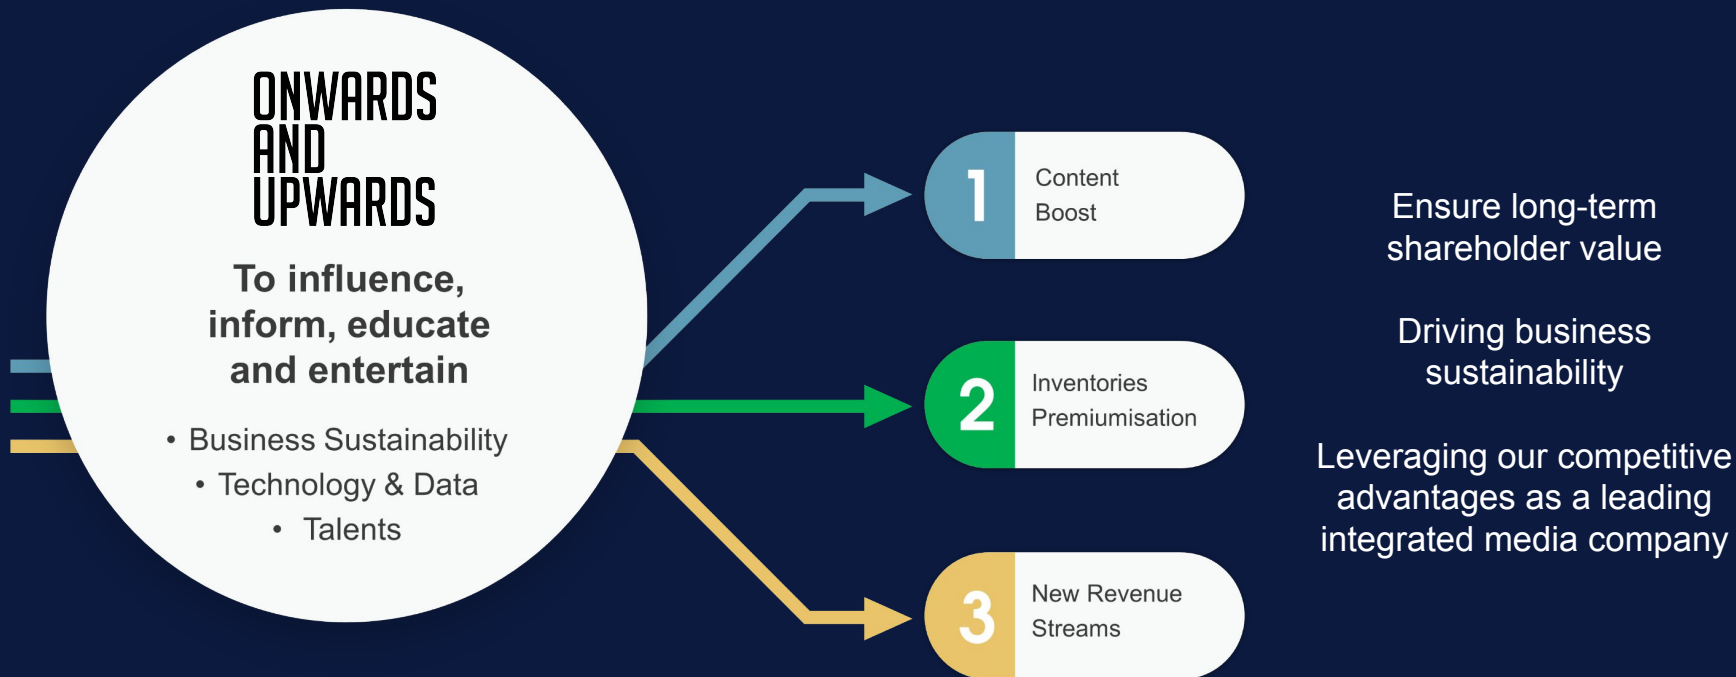 ONWARDS
AND
UPWARDS
To influence,
inform, educate
and entertain
• Business Sustainability
• Technology & Data
• Talents
1
Content
Boost
2
Inventories
Premiumisation
3
New Revenue
Streams
Ensure long-term
shareholder value
Driving business
sustainability
Leveraging our competitive
advantages as a leading
integrated media company